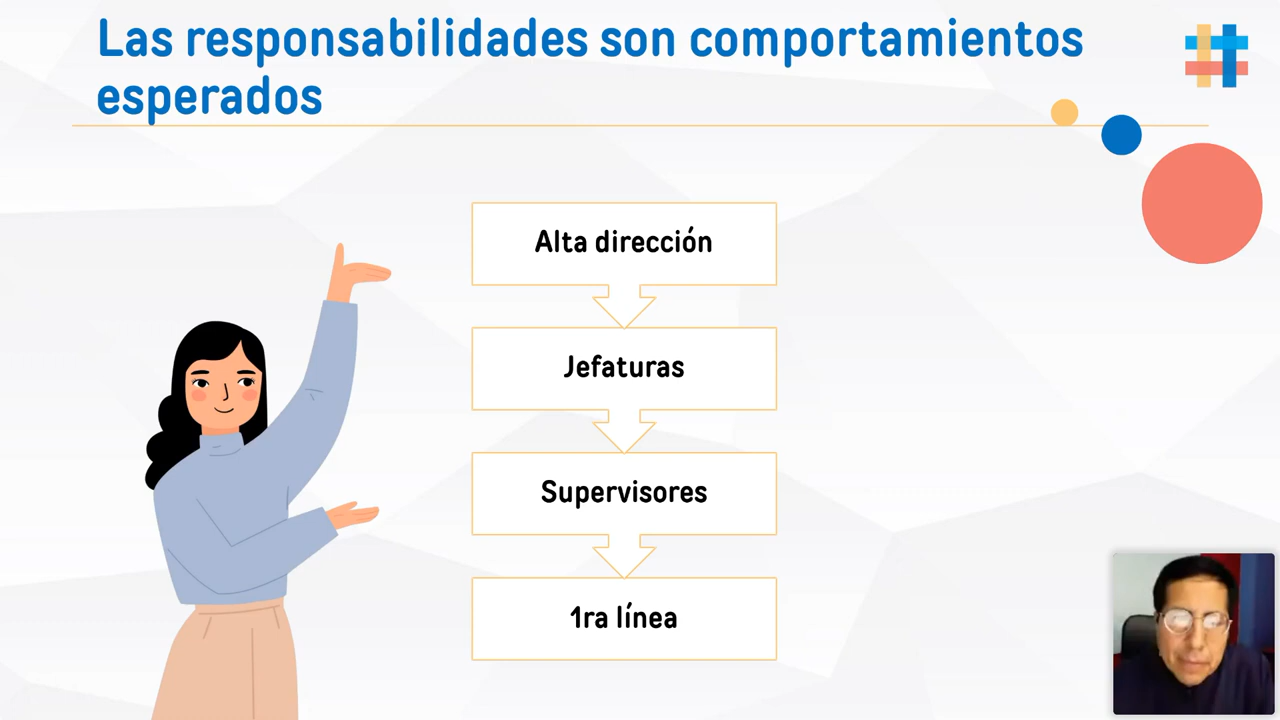 Las responsabilidades son comportamientos
esperados
Alta dirección
Jefaturas
Supervisores
1ra línea